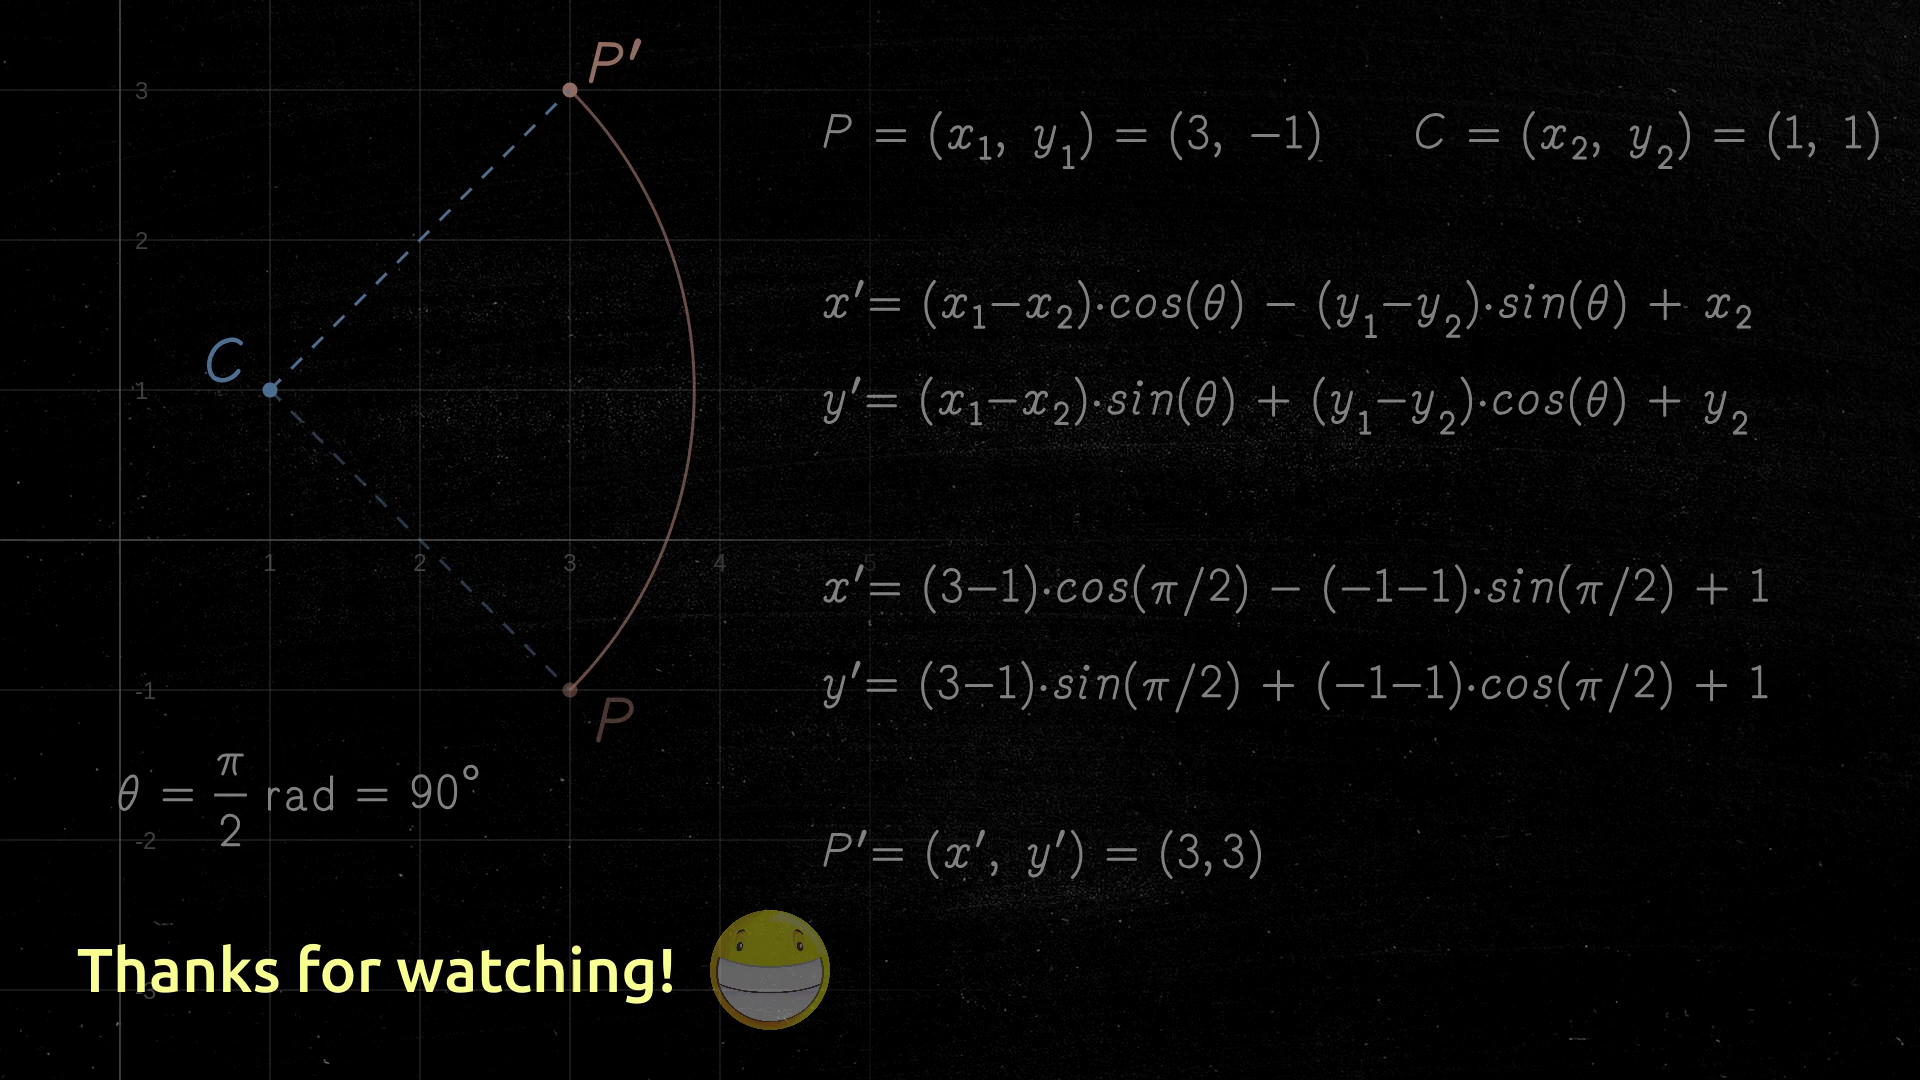 P'
3
P = (x₁, y₁) = (3, −1) C = (x₂, y₂) = (1, 1)
2
x'= (x₁−x₂)·cos(θ) − (y₁−y₂)·sin(θ) + x₂
C
1
y'= (x₁−x₂)·sin(θ) + (y₁−y₂)·cos(θ) + y₂
1 2 3 4 5
x'= (3−1)·cos(π/2) − (−1−1)·sin(π/2) + 1
-1
y'= (3−1)·sin(π/2) + (−1−1)·cos(π/2) + 1
P
θ = π/2 rad = 90°
-2
P'= (x', y') = (3,3)
Thanks for watching!
-3